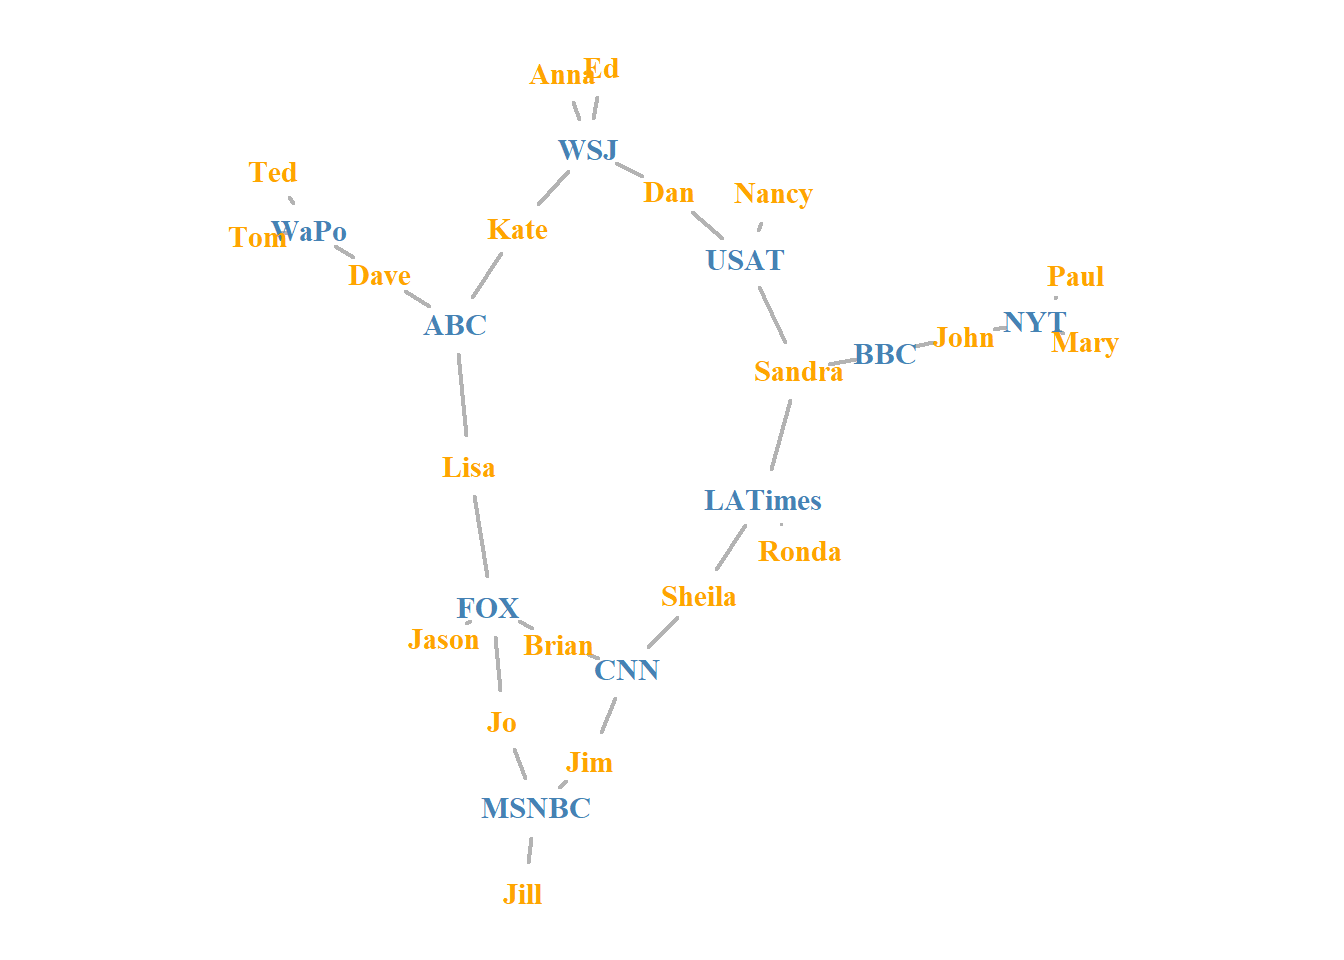 Ed
Anna
WSJ
Ted
Dan
Nancy
Kate
WaPo
Tom
USAT
Dave
Paul
ABC
NYT
John
Mary
BBC
Sandra
Lisa
LATimes
Ronda
Sheila
FOX
Jason
Brian
CNN
Jo
Jim
MSNBC
Jill